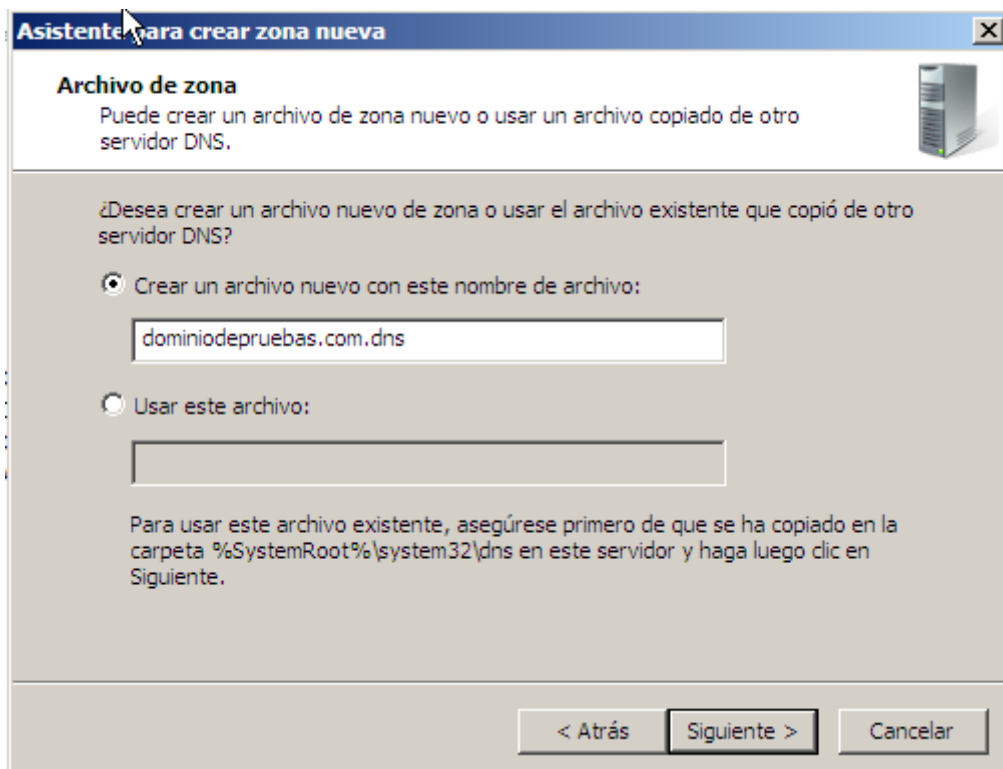 Asistente para crear zona nueva
Archivo de zona
Puede crear un archivo de zona nuevo o usar un archivo copiado de otro
servidor DNS.
¿Desea crear un archivo nuevo de zona o usar el archivo existente que copió de otro
servidor DNS?
Crear un archivo nuevo con este nombre de archivo:
dominiodepruebas.com.dns
Usar este archivo:
Para usar este archivo existente, asegúrese primero de que se ha copiado en la
carpeta %SystemRoot%\system32\dns en este servidor y haga luego clic en
Siguiente.
< Atrás
Siguiente >
Cancelar